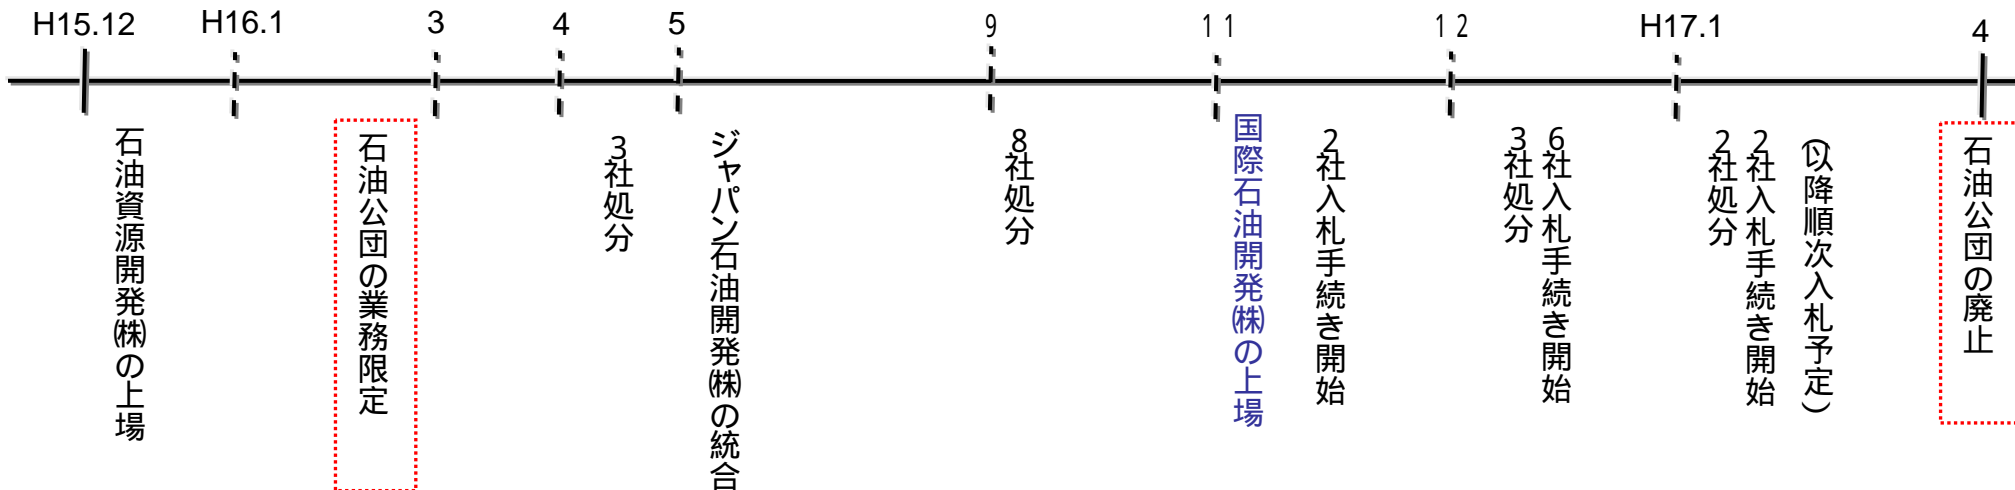 H15.12
H16.1
3
4
5
9
１１
１２
H17.1
4
石油資源開発㈱の上場
石油公団の業務限定
3社処分
ジャパン石油開発㈱の統合
8社処分
国際石油開発㈱の上場
2社入札手続き開始
6社入札手続き開始
3社処分
2社入札手続き開始
2社処分
(以降順次入札予定)
石油公団の廃止